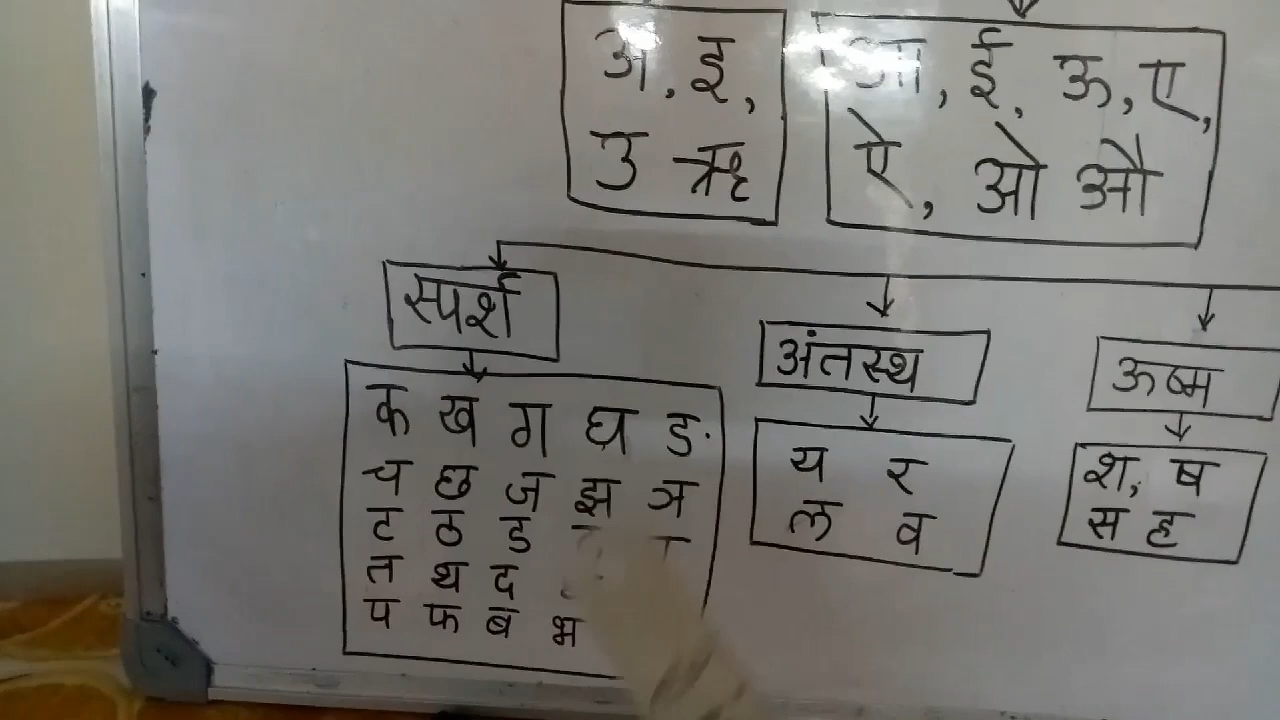 अ, इ,
उ ऋ
आ, ई, ऊ, ए,
ऐ, ओ औ
स्पर्श
क ख ग घ ङ
च छ ज झ ञ
ट ठ ड
त थ द
प फ ब भ
अंतस्थ
य र
ल व
ऊष्म
श, ष
स ह